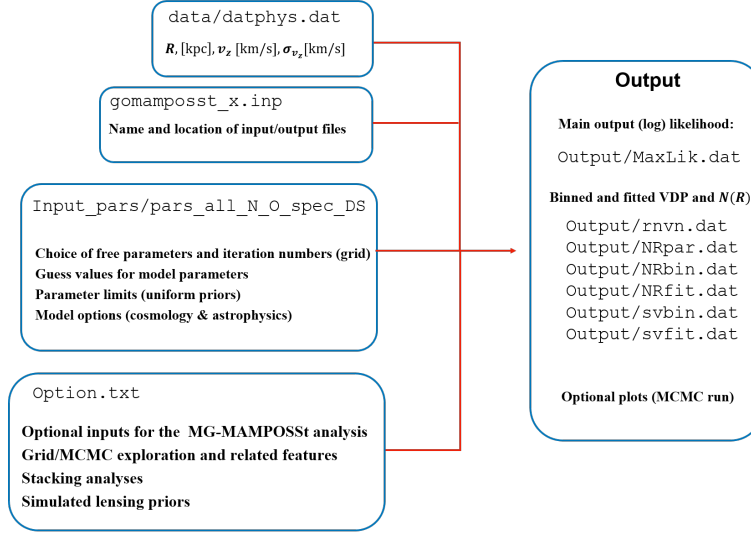 data/datphys.dat
R, [kpc], v_z [km/s], σ_{v_z}[km/s]
gomamposst_x.inp
Name and location of input/output files
Input_pars/pars_all_N_O_spec_DS
Choice of free parameters and iteration numbers (grid)
Guess values for model parameters
Parameter limits (uniform priors)
Model options (cosmology & astrophysics)
Option.txt
Optional inputs for the MG-MAMPOSSt analysis
Grid/MCMC exploration and related features
Stacking analyses
Simulated lensing priors
Output
Main output (log) likelihood:
Output/MaxLik.dat
Binned and fitted VDP and N(R)
Output/rnvn.dat
Output/NRpar.dat
Output/NRbin.dat
Output/NRfit.dat
Output/svbin.dat
Output/svfit.dat
Optional plots (MCMC run)